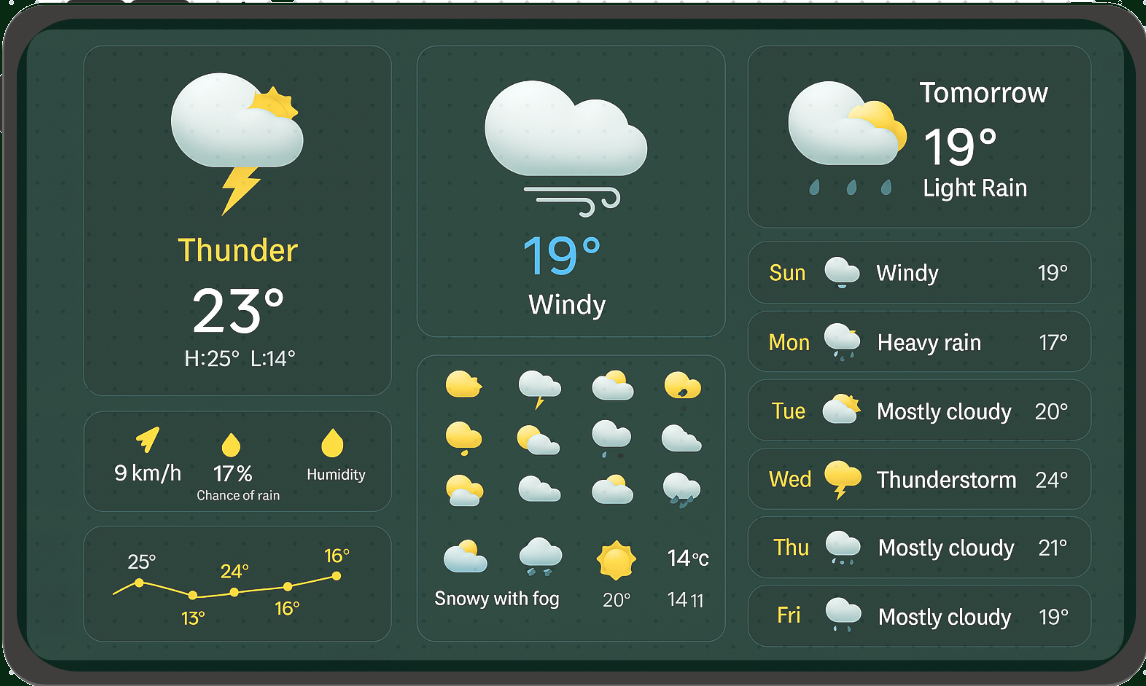 Thunder
23°
H:25° L:14°
9 km/h
17%
Chance of rain
Humidity
25°
13°
24°
16°
16°
19°
Windy
14°C
Snowy with fog
20°
14 11
Tomorrow
19°
Light Rain
Sun Windy 19°
Mon Heavy rain 17°
Tue Mostly cloudy 20°
Wed Thunderstorm 24°
Thu Mostly cloudy 21°
Fri Mostly cloudy 19°